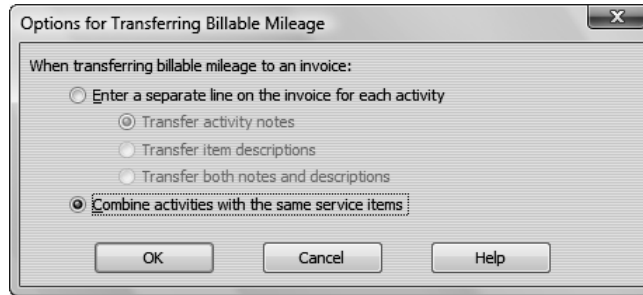 Options for Transferring Billable Mileage
When transferring billable mileage to an invoice:
Enter a separate line on the invoice for each activity
Transfer activity notes
Transfer item descriptions
Transfer both notes and descriptions
Combine activities with the same service items
OK Cancel Help